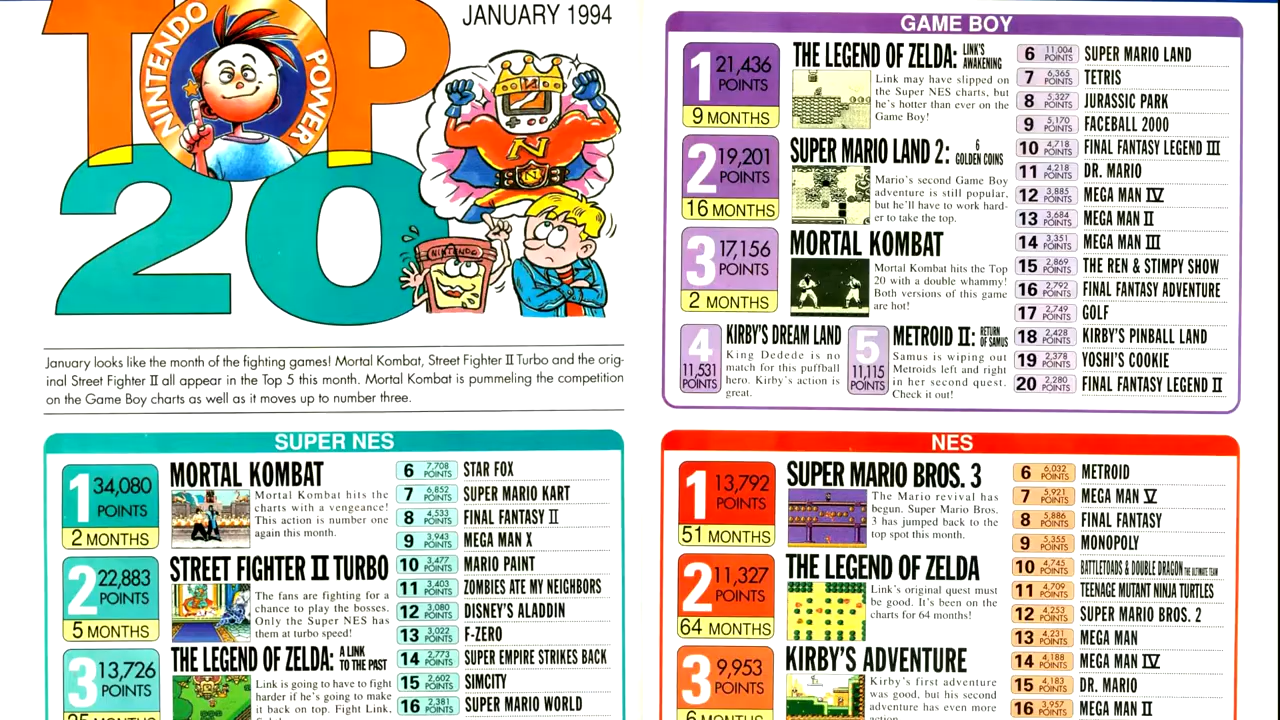 JANUARY 1994
TOP
NINTENDO POWER
20
N
NINTENDO
January looks like the month of the fighting games! Mortal Kombat, Street Fighter II Turbo and the orig-
inal Street Fighter II all appear in the Top 5 this month. Mortal Kombat is pummeling the competition
on the Game Boy charts as well as it moves up to number three.
GAME BOY
1
21,436
POINTS
9 MONTHS
THE LEGEND OF ZELDA: LINK'S
AWAKENING
Link may have slipped on
the Super NES charts, but
he's hotter than ever on the
Game Boy!
2
19,201
POINTS
16 MONTHS
SUPER MARIO LAND 2: 6
GOLDEN COINS
Mario's second Game Boy
adventure is still popular,
but he'll have to work hard-
er to take the top.
3
17,156
POINTS
2 MONTHS
MORTAL KOMBAT
Mortal Kombat hits the Top
20 with a double whammy!
Both versions of this game
are hot!
4
11,531
POINTS
KIRBY'S DREAM LAND
King Dedede is no
match for this puffball
hero. Kirby's action is
great.
5
11,115
POINTS
METROID II: RETURN
OF SAMUS
Samus is wiping out
Metroids left and right
in her second quest.
Check it out!
6 11,004 POINTS SUPER MARIO LAND
7 6,365 POINTS TETRIS
8 5,327 POINTS JURASSIC PARK
9 5,170 POINTS FACEBALL 2000
10 4,718 POINTS FINAL FANTASY LEGEND III
11 4,218 POINTS DR. MARIO
12 3,885 POINTS MEGA MAN IV
13 3,684 POINTS MEGA MAN II
14 3,351 POINTS MEGA MAN III
15 2,869 POINTS THE REN & STIMPY SHOW
16 2,792 POINTS FINAL FANTASY ADVENTURE
17 2,749 POINTS GOLF
18 2,428 POINTS KIRBY'S PINBALL LAND
19 2,378 POINTS YOSHI'S COOKIE
20 2,280 POINTS FINAL FANTASY LEGEND II
SUPER NES
1
34,080
POINTS
2 MONTHS
MORTAL KOMBAT
Mortal Kombat hits the
charts with a vengeance!
This action is number one
again this month.
2
22,883
POINTS
5 MONTHS
STREET FIGHTER II TURBO
The fans are fighting for a
chance to play the bosses.
Only the Super NES has
them at turbo speed!
3
13,726
POINTS
THE LEGEND OF ZELDA: A LINK
TO THE PAST
Link is going to have to fight
harder if he's going to make
it back on top. Fight Link.
6 7,708 POINTS STAR FOX
7 6,852 POINTS SUPER MARIO KART
8 4,533 POINTS FINAL FANTASY II
9 3,943 POINTS MEGA MAN X
10 3,477 POINTS MARIO PAINT
11 3,403 POINTS ZOMBIES ATE MY NEIGHBORS
12 3,080 POINTS DISNEY'S ALADDIN
13 3,022 POINTS F-ZERO
14 2,773 POINTS SUPER EMPIRE STRIKES BACK
15 2,602 POINTS SIMCITY
16 2,381 POINTS SUPER MARIO WORLD
NES
1
13,792
POINTS
51 MONTHS
SUPER MARIO BROS. 3
The Mario revival has
begun. Super Mario Bros.
3 has jumped back to the
top spot this month.
2
11,327
POINTS
64 MONTHS
THE LEGEND OF ZELDA
Link's original quest must
be good. It's been on the
charts for 64 months!
3
9,953
POINTS
KIRBY'S ADVENTURE
Kirby's first adventure
was good, but his second
adventure has even more
6 6,032 POINTS METROID
7 5,921 POINTS MEGA MAN V
8 5,886 POINTS FINAL FANTASY
9 5,355 POINTS MONOPOLY
10 4,745 POINTS BATTLETOADS & DOUBLE DRAGON THE ULTIMATE TEAM
11 4,709 POINTS TEENAGE MUTANT NINJA TURTLES
12 4,253 POINTS SUPER MARIO BROS. 2
13 4,231 POINTS MEGA MAN
14 4,188 POINTS MEGA MAN IV
15 4,183 POINTS DR. MARIO
16 3,957 POINTS MEGA MAN II